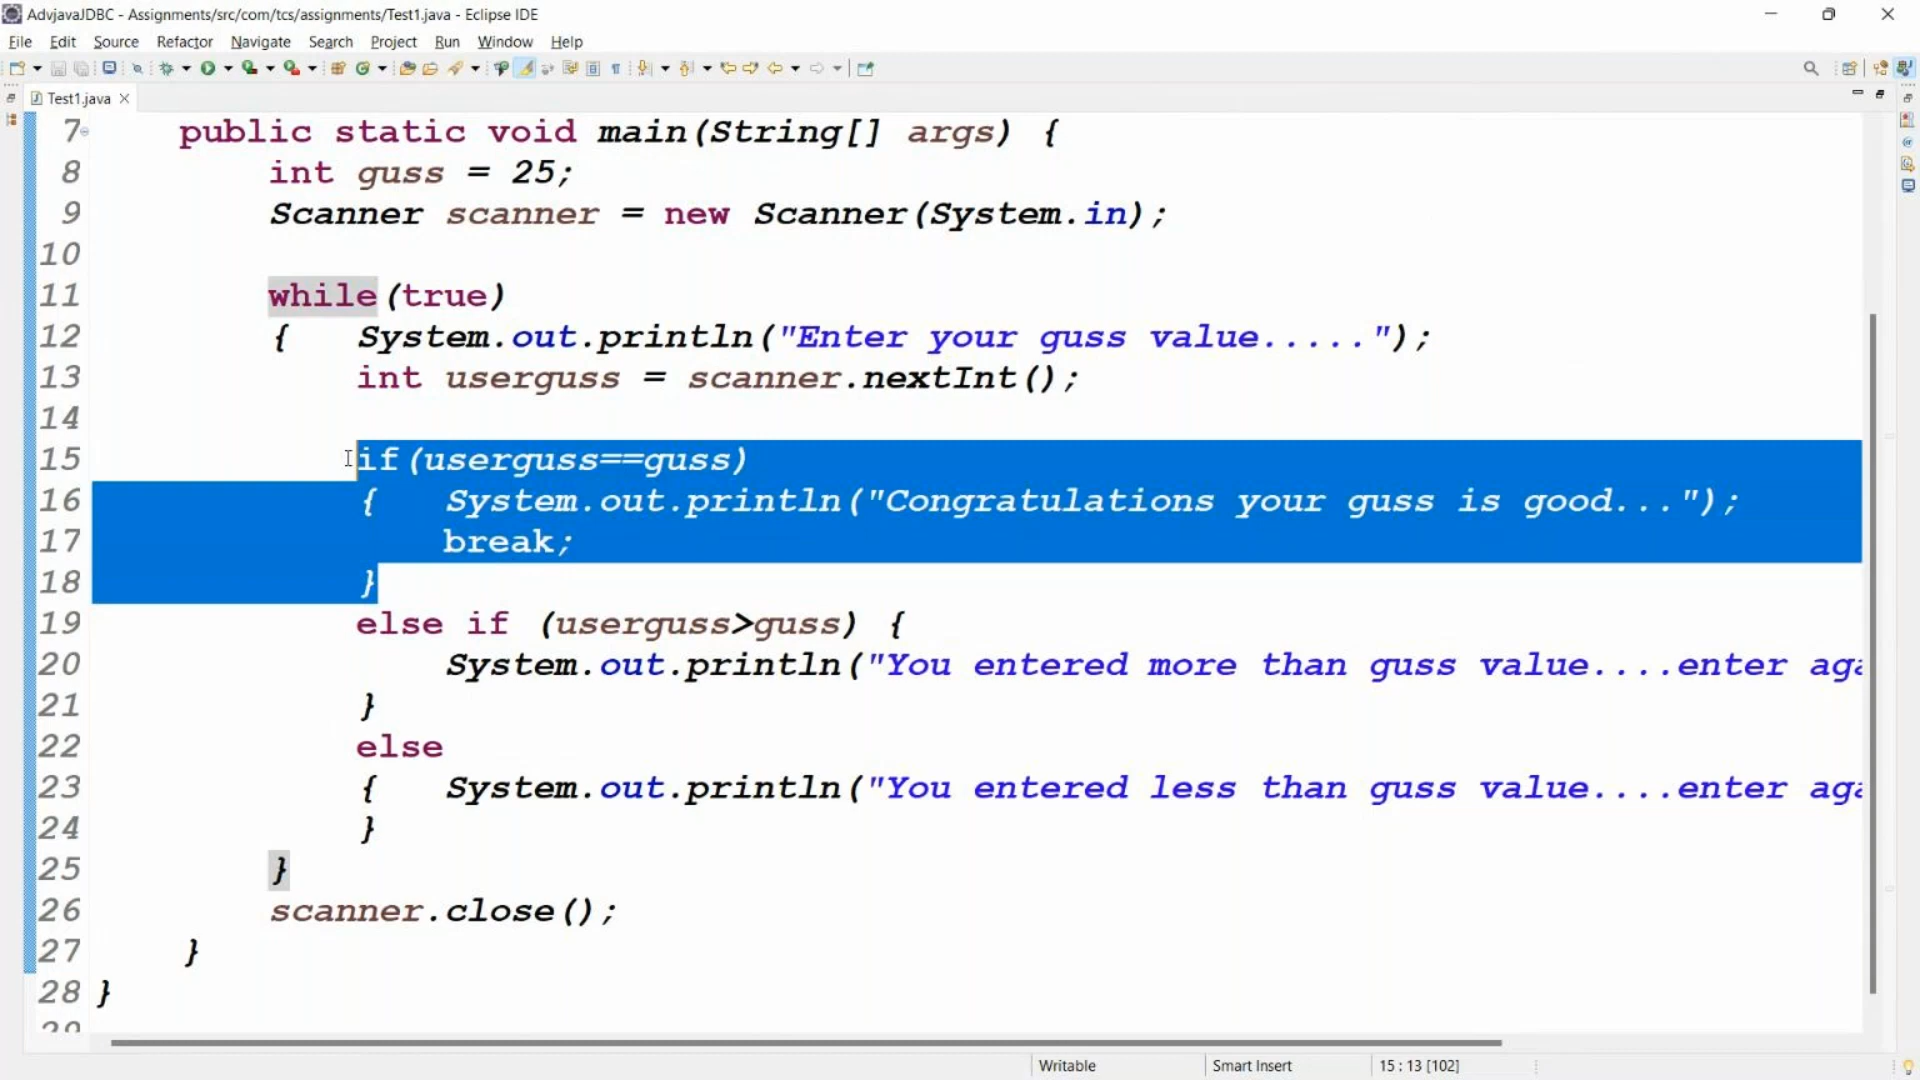 AdvjavaJDBC - Assignments/src/com/tcs/assignments/Test1.java - Eclipse IDE
File Edit Source Refactor Navigate Search Project Run Window Help
Test1.java
7 public static void main(String[] args) {
8 int guss = 25;
9 Scanner scanner = new Scanner(System.in);
10
11 while(true)
12 { System.out.println("Enter your guss value.....");
13 int userguss = scanner.nextInt();
14
15 if(userguss==guss)
16 { System.out.println("Congratulations your guss is good...");
17 break;
18 }
19 else if (userguss>guss) {
20 System.out.println("You entered more than guss value....enter aga
21 }
22 else
23 { System.out.println("You entered less than guss value....enter aga
24 }
25 }
26 scanner.close();
27 }
28 }
29
Writable Smart Insert 15 : 13 [102]